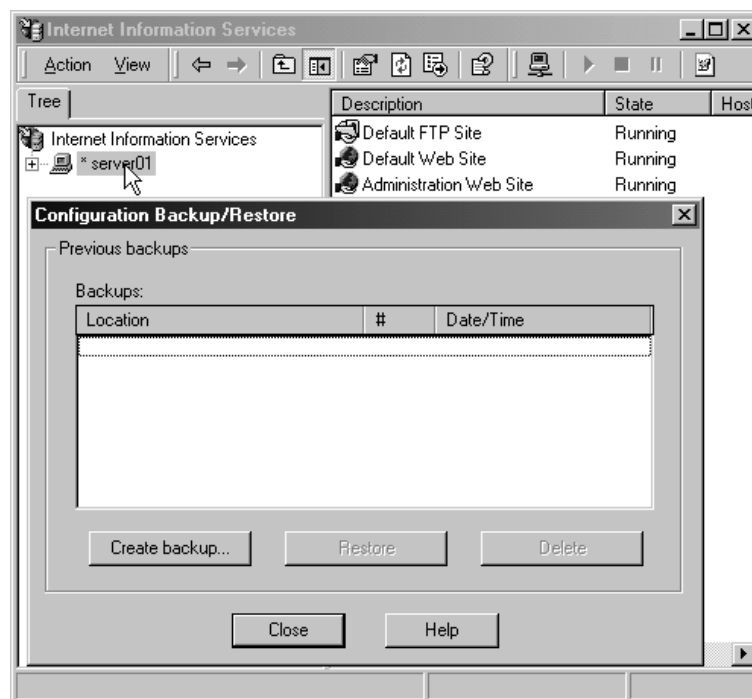 Internet Information Services
Action View
Tree
Description State Host
Internet Information Services
* server01
Default FTP Site Running
Default Web Site Running
Administration Web Site Running
Configuration Backup/Restore
Previous backups
Backups:
Location # Date/Time
Create backup... Restore Delete
Close Help